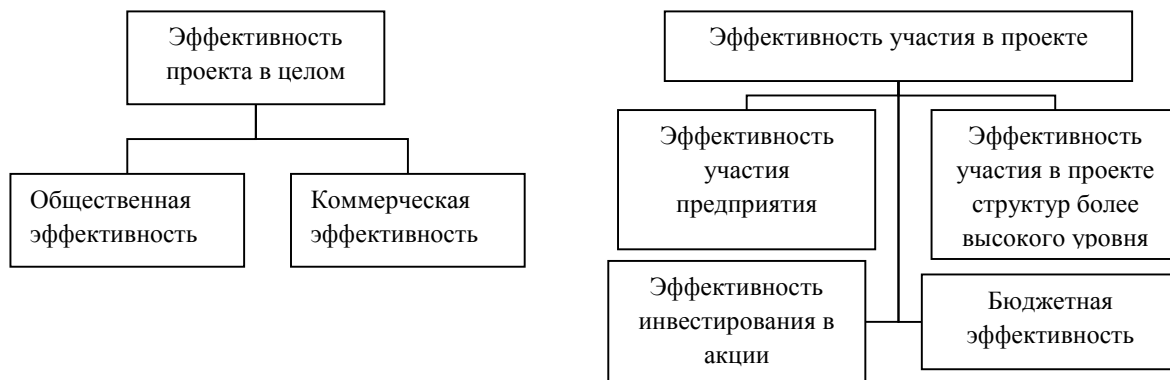 Эффективность
проекта в целом
Общественная
эффективность
Коммерческая
эффективность
Эффективность участия в проекте
Эффективность
участия
предприятия
Эффективность
участия в проекте
структур более
высокого уровня
Эффективность
инвестирования в
акции
Бюджетная
эффективность